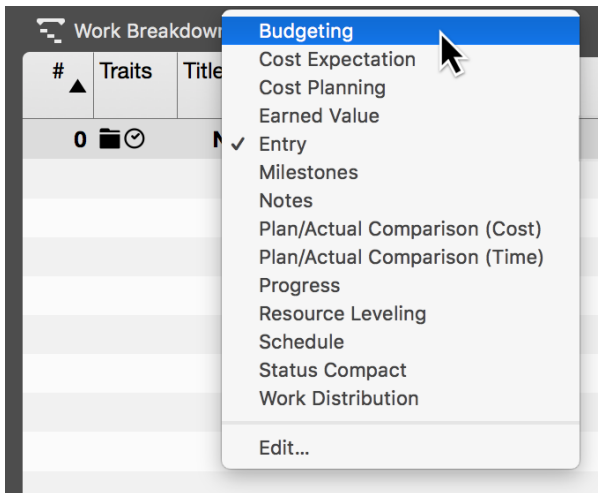 Work Breakdown
# Traits Title
0
Budgeting
Cost Expectation
Cost Planning
Earned Value
Entry
Milestones
Notes
Plan/Actual Comparison (Cost)
Plan/Actual Comparison (Time)
Progress
Resource Leveling
Schedule
Status Compact
Work Distribution
Edit...